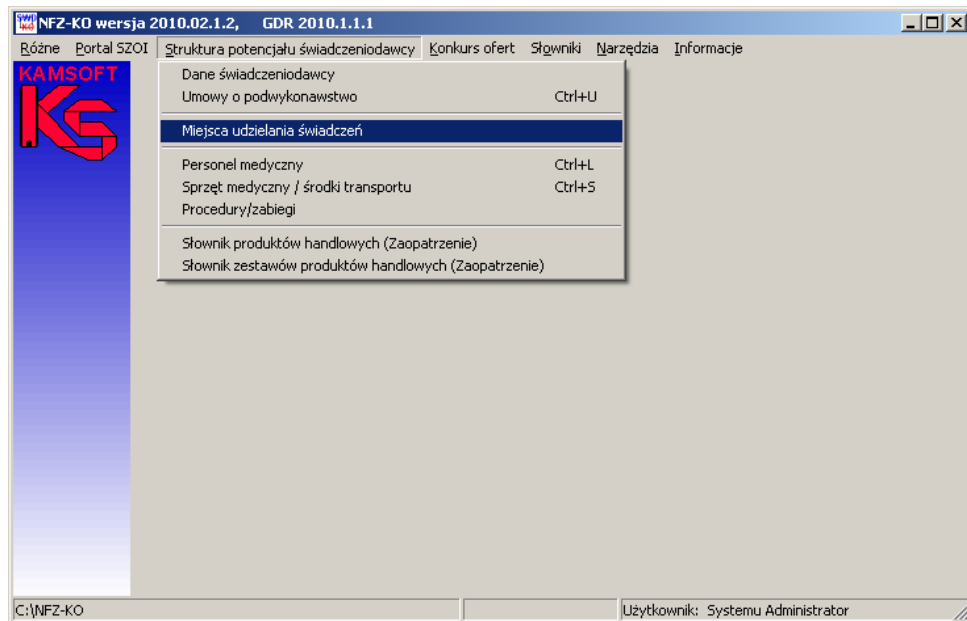 NFZ-KO wersja 2010.02.1.2, GDR 2010.1.1.1
Różne Portal SZOI Struktura potencjału świadczeniodawcy Konkurs ofert Słowniki Narzędzia Informacje
KAMSOFT
KS
Dane świadczeniodawcy
Umowy o podwykonawstwo Ctrl+U
Miejsca udzielania świadczeń
Personel medyczny Ctrl+L
Sprzęt medyczny / środki transportu Ctrl+S
Procedury/zabiegi
Słownik produktów handlowych (Zaopatrzenie)
Słownik zestawów produktów handlowych (Zaopatrzenie)
C:\NFZ-KO Użytkownik: Systemu Administrator